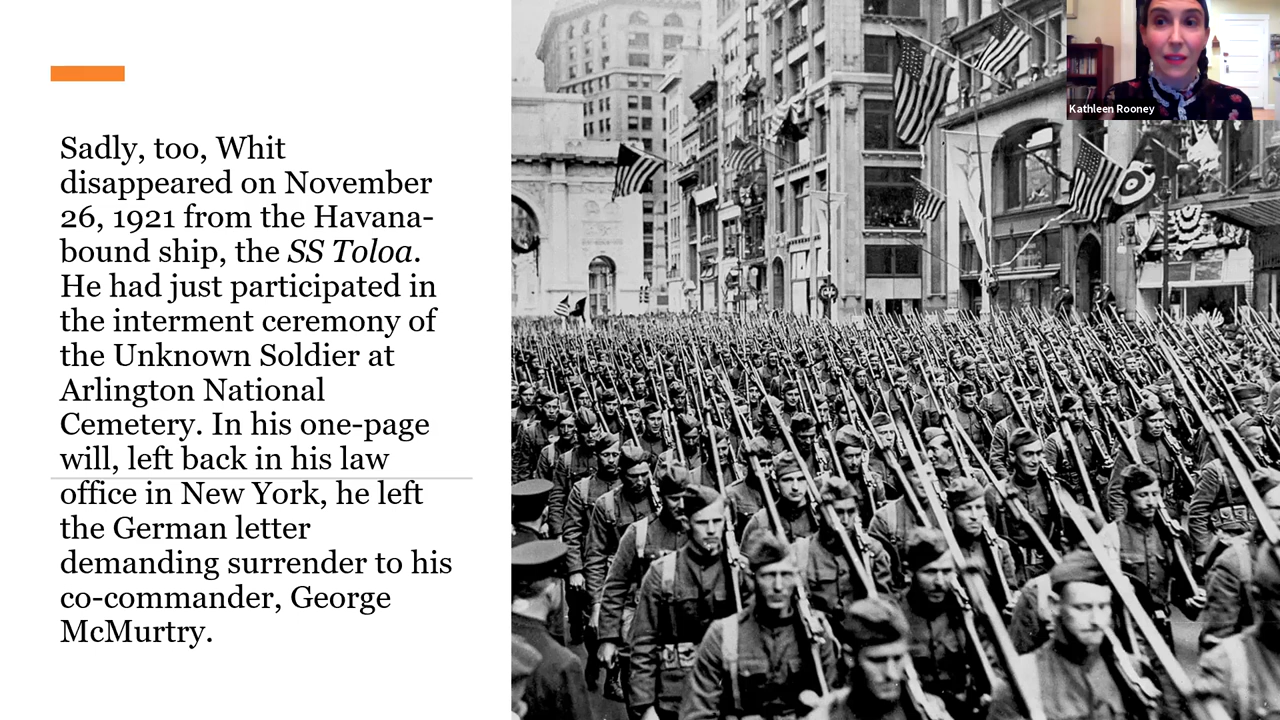 Sadly, too, Whit
disappeared on November
26, 1921 from the Havana-
bound ship, the SS Toloa.
He had just participated in
the interment ceremony of
the Unknown Soldier at
Arlington National
Cemetery. In his one-page
will, left back in his law
office in New York, he left
the German letter
demanding surrender to his
co-commander, George
McMurtry.
Kathleen Rooney